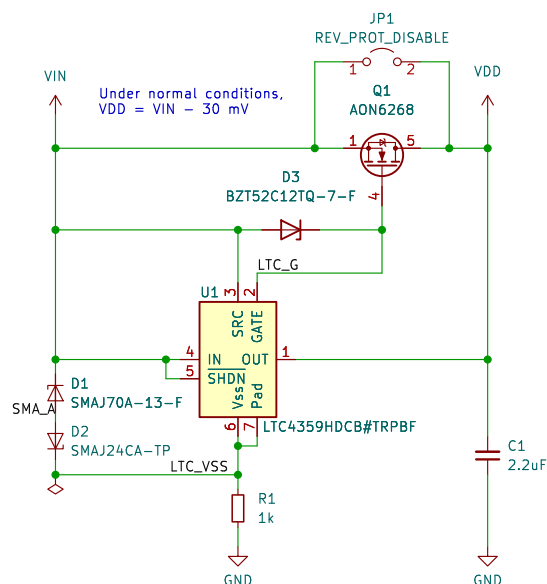 JP1
REV_PROT_DISABLE
1 2
VIN
VDD
Under normal conditions,
VDD = VIN - 30 mV
Q1
AON6268
1 5
4
D3
BZT52C12TQ-7-F
LTC_G
U1
3 2
SRC
GATE
4 IN OUT 1
5 SHDN
Vss
Pad
6 7
LTC4359HDCB#TRPBF
D1
SMAJ70A-13-F
SMA_A
D2
SMAJ24CA-TP
LTC_VSS
C1
2.2uF
R1
1k
GND
GND